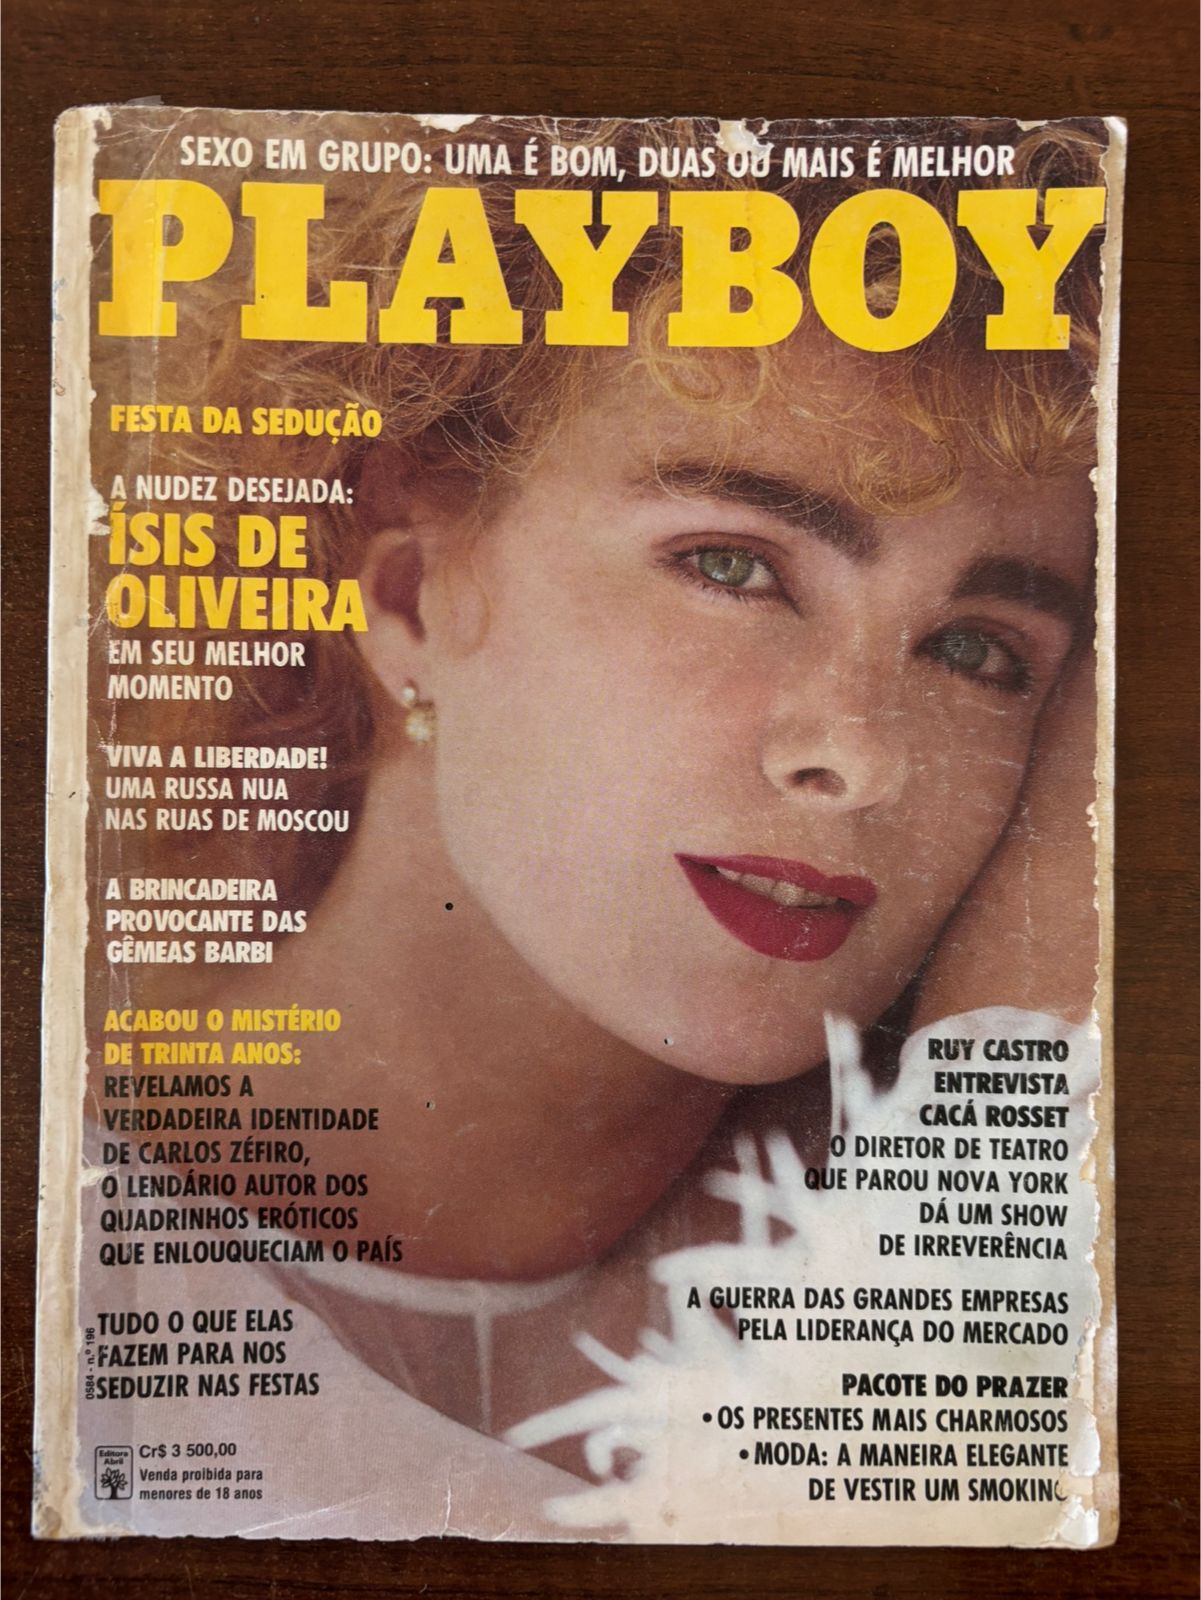 SEXO EM GRUPO: UMA É BOM, DUAS OU MAIS É MELHOR
PLAYBOY
FESTA DA SEDUÇÃO
A NUDEZ DESEJADA:
ÍSIS DE
OLIVEIRA
EM SEU MELHOR
MOMENTO
VIVA A LIBERDADE!
UMA RUSSA NUA
NAS RUAS DE MOSCOU
A BRINCADEIRA
PROVOCANTE DAS
GÊMEAS BARBI
ACABOU O MISTÉRIO
DE TRINTA ANOS:
REVELAMOS A
VERDADEIRA IDENTIDADE
DE CARLOS ZÉFIRO,
O LENDÁRIO AUTOR DOS
QUADRINHOS ERÓTICOS
QUE ENLOUQUECIAM O PAÍS
TUDO O QUE ELAS
FAZEM PARA NOS
SEDUZIR NAS FESTAS
0584 - n.º 196
Editora
Abril
Cr$ 3 500,00
Venda proibida para
menores de 18 anos
RUY CASTRO
ENTREVISTA
CACÁ ROSSET
O DIRETOR DE TEATRO
QUE PAROU NOVA YORK
DÁ UM SHOW
DE IRREVERÊNCIA
A GUERRA DAS GRANDES EMPRESAS
PELA LIDERANÇA DO MERCADO
PACOTE DO PRAZER
• OS PRESENTES MAIS CHARMOSOS
• MODA: A MANEIRA ELEGANTE
DE VESTIR UM SMOKING